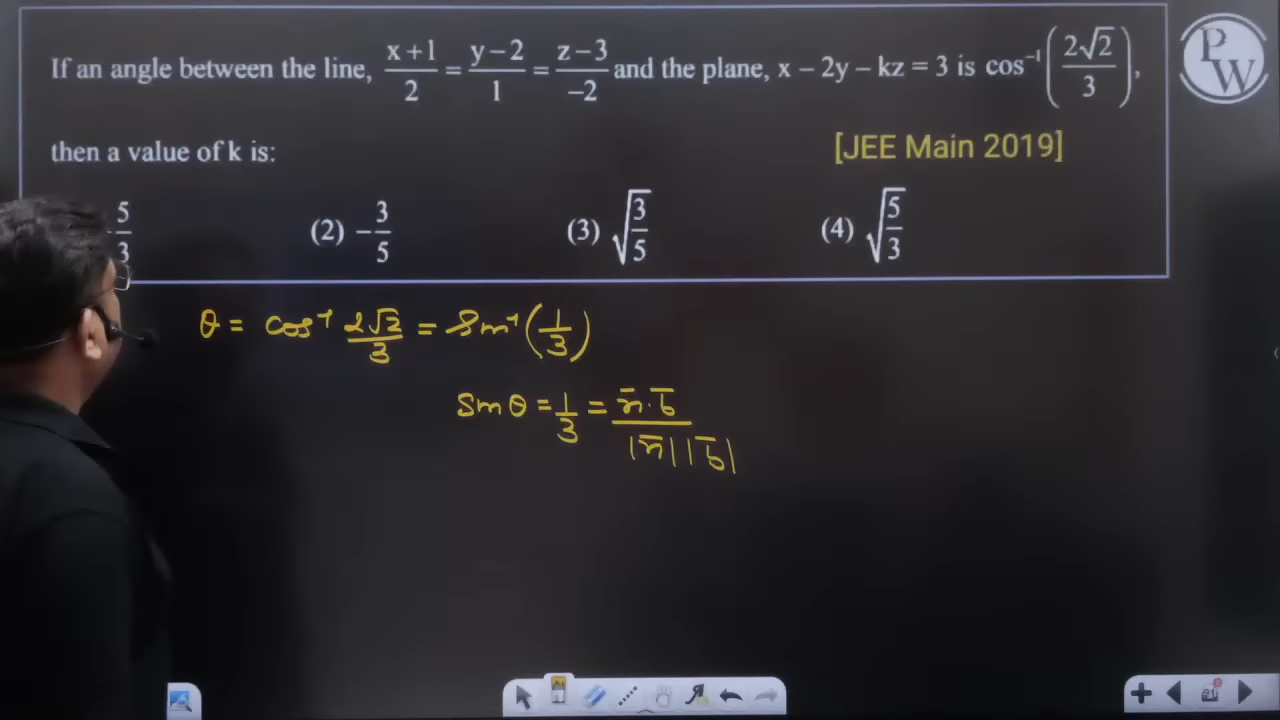 If an angle between the line, (x+1)/2 = (y−2)/1 = (z−3)/−2 and the plane, x − 2y − kz = 3 is cos⁻¹(2√2/3),
then a value of k is: [JEE Main 2019]
5/3 (2) −3/5 (3) √(3/5) (4) √(5/3)
θ = cos⁻¹ 2√2/3 = sin⁻¹(1/3)
sin θ = 1/3 = n̄·b̄/|n̄||b̄|
PW